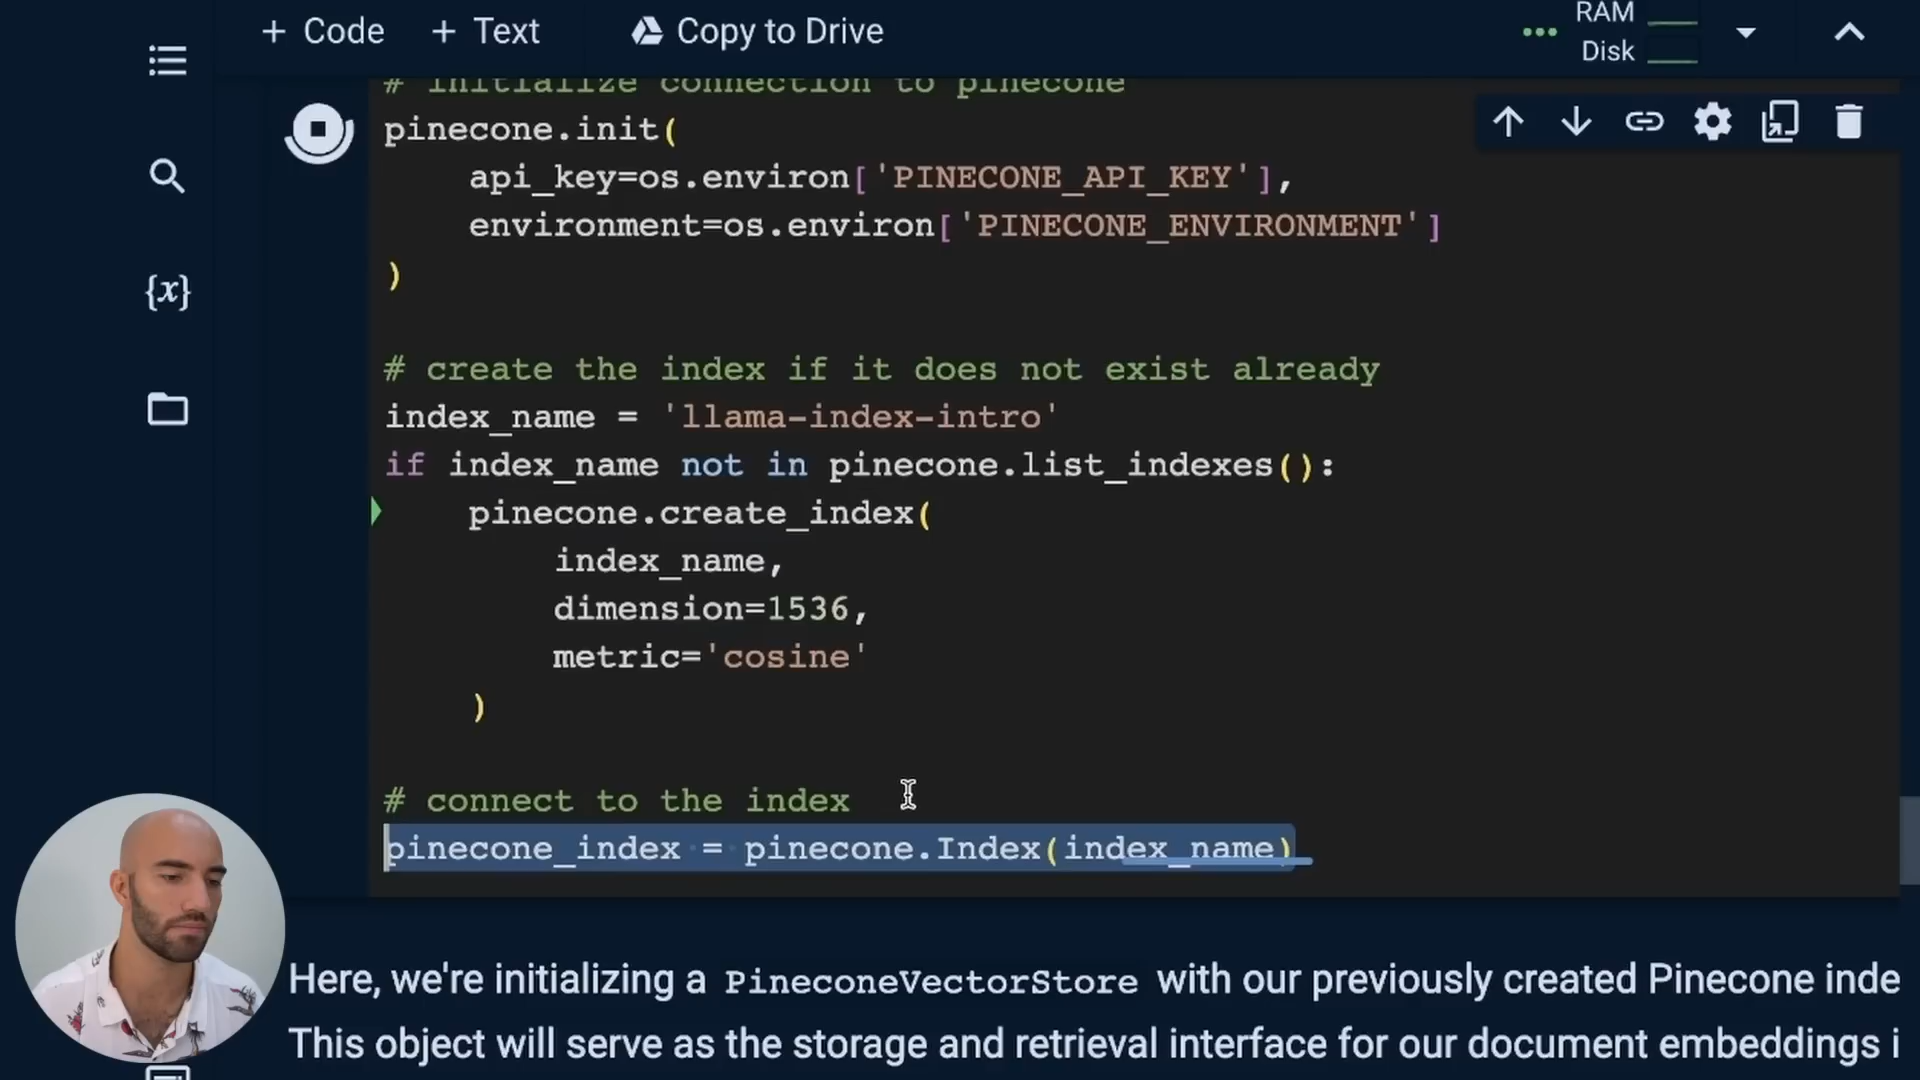 + Code + Text Copy to Drive
RAM
Disk
# initialize connection to pinecone
pinecone.init(
api_key=os.environ['PINECONE_API_KEY'],
environment=os.environ['PINECONE_ENVIRONMENT']
)
{x}
# create the index if it does not exist already
index_name = 'llama-index-intro'
if index_name not in pinecone.list_indexes():
pinecone.create_index(
index_name,
dimension=1536,
metric='cosine'
)
# connect to the index
pinecone_index = pinecone.Index(index_name)
Here, we're initializing a PineconeVectorStore with our previously created Pinecone inde
This object will serve as the storage and retrieval interface for our document embeddings i